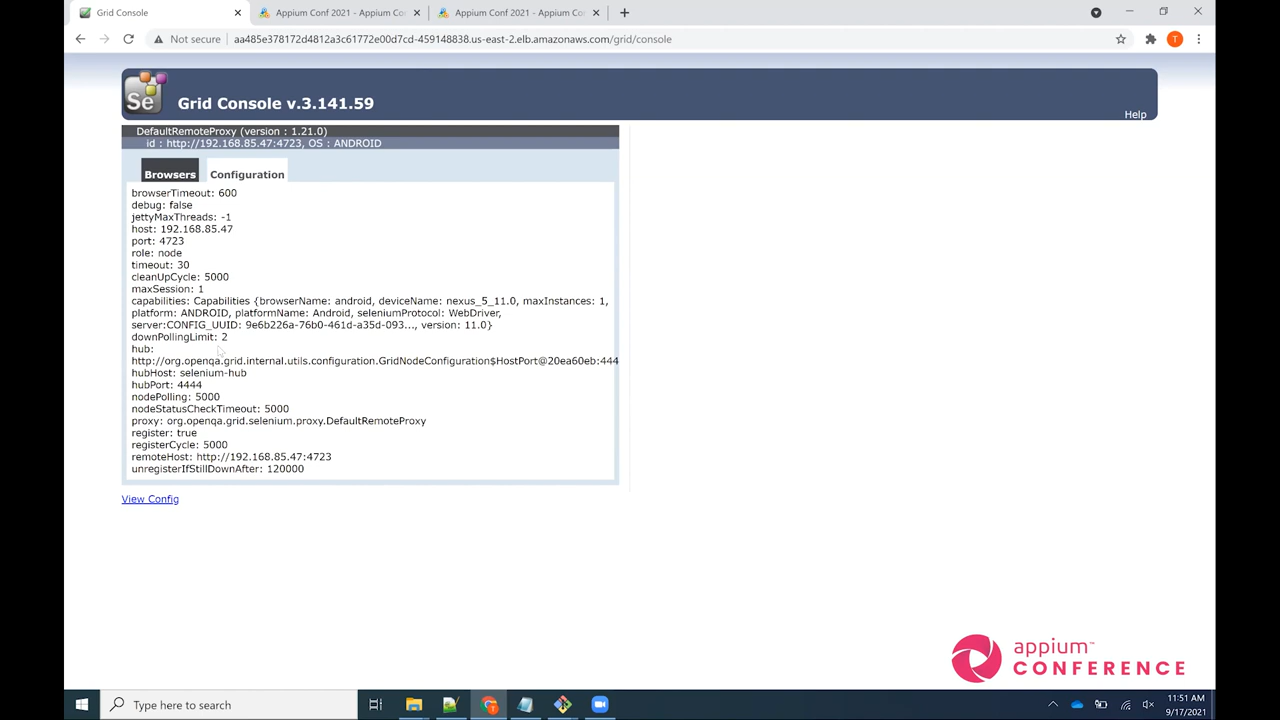 Grid Console
Appium Conf 2021 - Appium Con
Appium Conf 2021 - Appium Con
Not secure
aa485e378172d4812a3c61772e00d7cd-459148838.us-east-2.elb.amazonaws.com/grid/console
T
Se
Grid Console v.3.141.59
Help
DefaultRemoteProxy (version : 1.21.0)
id : http://192.168.85.47:4723, OS : ANDROID
Browsers
Configuration
browserTimeout: 600
debug: false
jettyMaxThreads: -1
host: 192.168.85.47
port: 4723
role: node
timeout: 30
cleanUpCycle: 5000
maxSession: 1
capabilities: Capabilities {browserName: android, deviceName: nexus_5_11.0, maxInstances: 1,
platform: ANDROID, platformName: Android, seleniumProtocol: WebDriver,
server:CONFIG_UUID: 9e6b226a-76b0-461d-a35d-093..., version: 11.0}
downPollingLimit: 2
hub:
http://org.openqa.grid.internal.utils.configuration.GridNodeConfiguration$HostPort@20ea60eb:444
hubHost: selenium-hub
hubPort: 4444
nodePolling: 5000
nodeStatusCheckTimeout: 5000
proxy: org.openqa.grid.selenium.proxy.DefaultRemoteProxy
register: true
registerCycle: 5000
remoteHost: http://192.168.85.47:4723
unregisterIfStillDownAfter: 120000
View Config
appium™
CONFERENCE
Type here to search
11:51 AM
9/17/2021